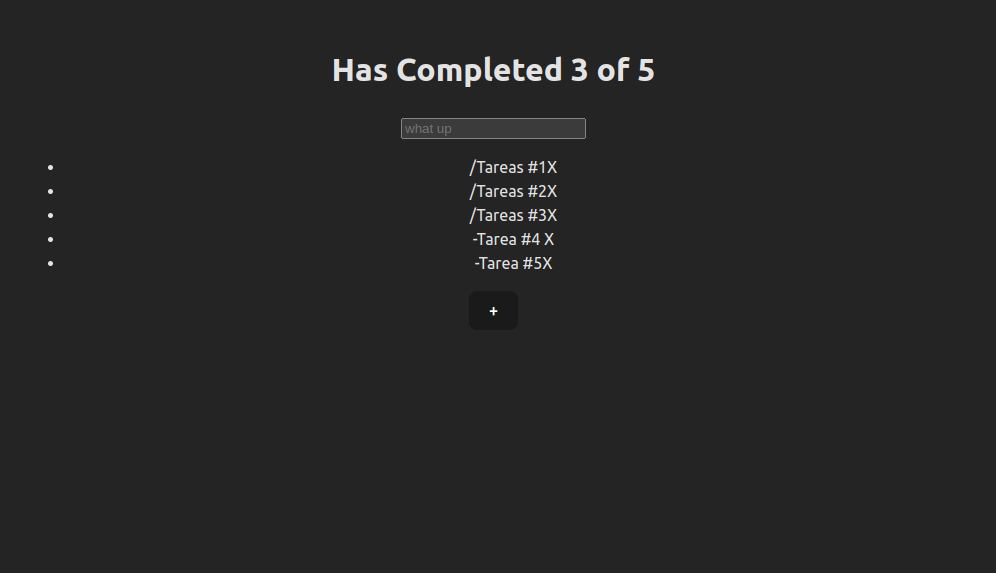 Has Completed 3 of 5
what up
/Tareas #1X
/Tareas #2X
/Tareas #3X
-Tarea #4 X
-Tarea #5X
+